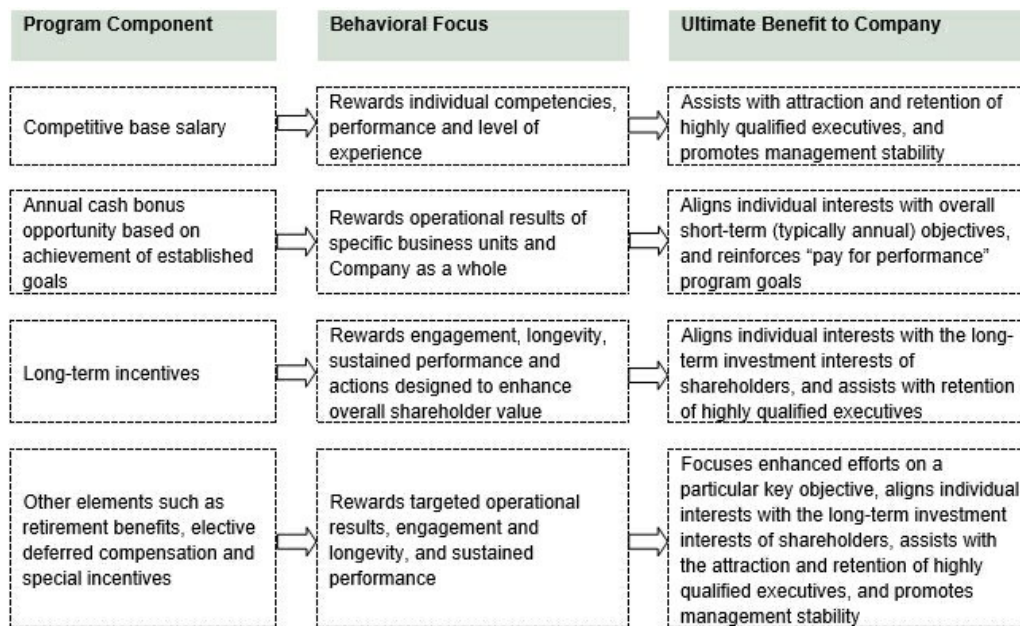 Program Component
Behavioral Focus
Ultimate Benefit to Company
Competitive base salary
Rewards individual competencies,
performance and level of
experience
Assists with attraction and retention of
highly qualified executives, and
promotes management stability
Annual cash bonus
opportunity based on
achievement of established
goals
Rewards operational results of
specific business units and
Company as a whole
Aligns individual interests with overall
short-term (typically annual) objectives,
and reinforces “pay for performance”
program goals
Long-term incentives
Rewards engagement, longevity,
sustained performance and
actions designed to enhance
overall shareholder value
Aligns individual interests with the long-
term investment interests of
shareholders, and assists with retention
of highly qualified executives
Other elements such as
retirement benefits, elective
deferred compensation and
special incentives
Rewards targeted operational
results, engagement and
longevity, and sustained
performance
Focuses enhanced efforts on a
particular key objective, aligns individual
interests with the long-term investment
interests of shareholders, assists with
the attraction and retention of highly
qualified executives, and promotes
management stability